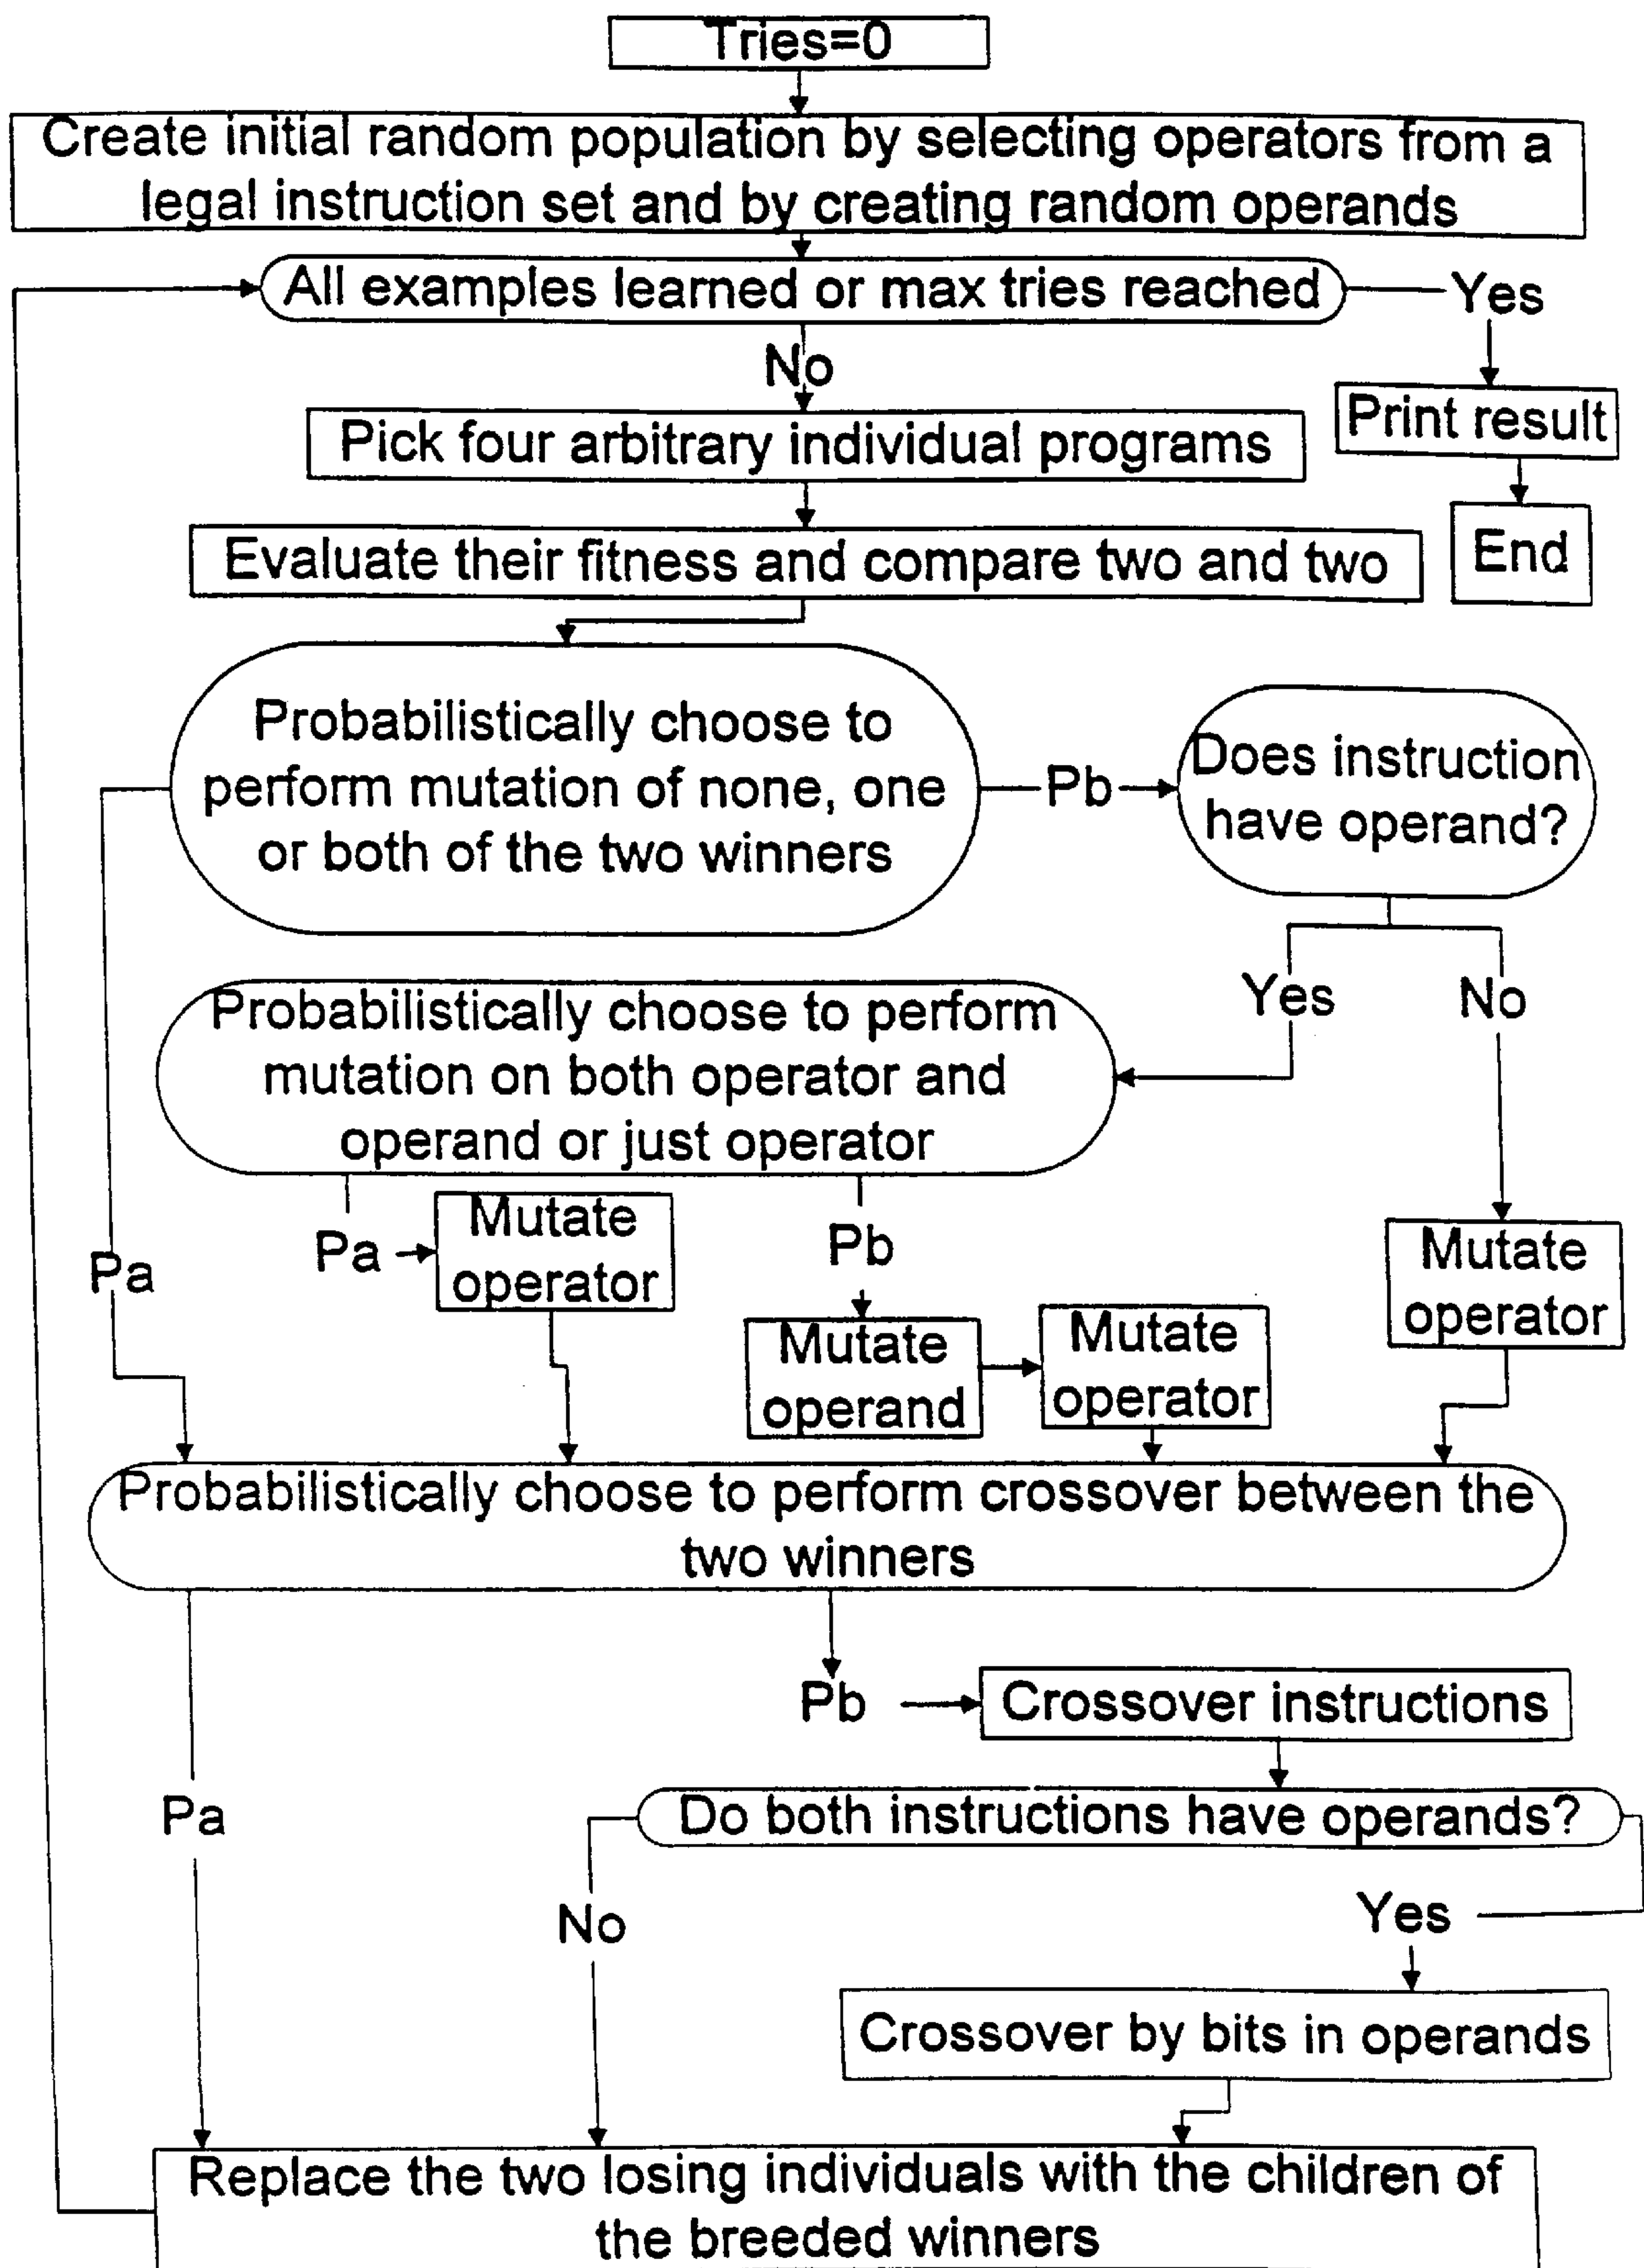 Tries=0
Create initial random population by selecting operators from a
legal instruction set and by creating random operands
All examples learned or max tries reached
Yes
No
Print result
Pick four arbitrary individual programs
End
Evaluate their fitness and compare two and two
Probabilistically choose to
perform mutation of none, one
or both of the two winners
Pb
Does instruction
have operand?
Yes
No
Probabilistically choose to perform
mutation on both operator and
operand or just operator
Pa
Pa
Mutate
operator
Pb
Mutate
operator
Mutate
operand
Mutate
operator
Probabilistically choose to perform crossover between the
two winners
Pb
Crossover instructions
Pa
Do both instructions have operands?
No
Yes
Crossover by bits in operands
Replace the two losing individuals with the children of
the breeded winners